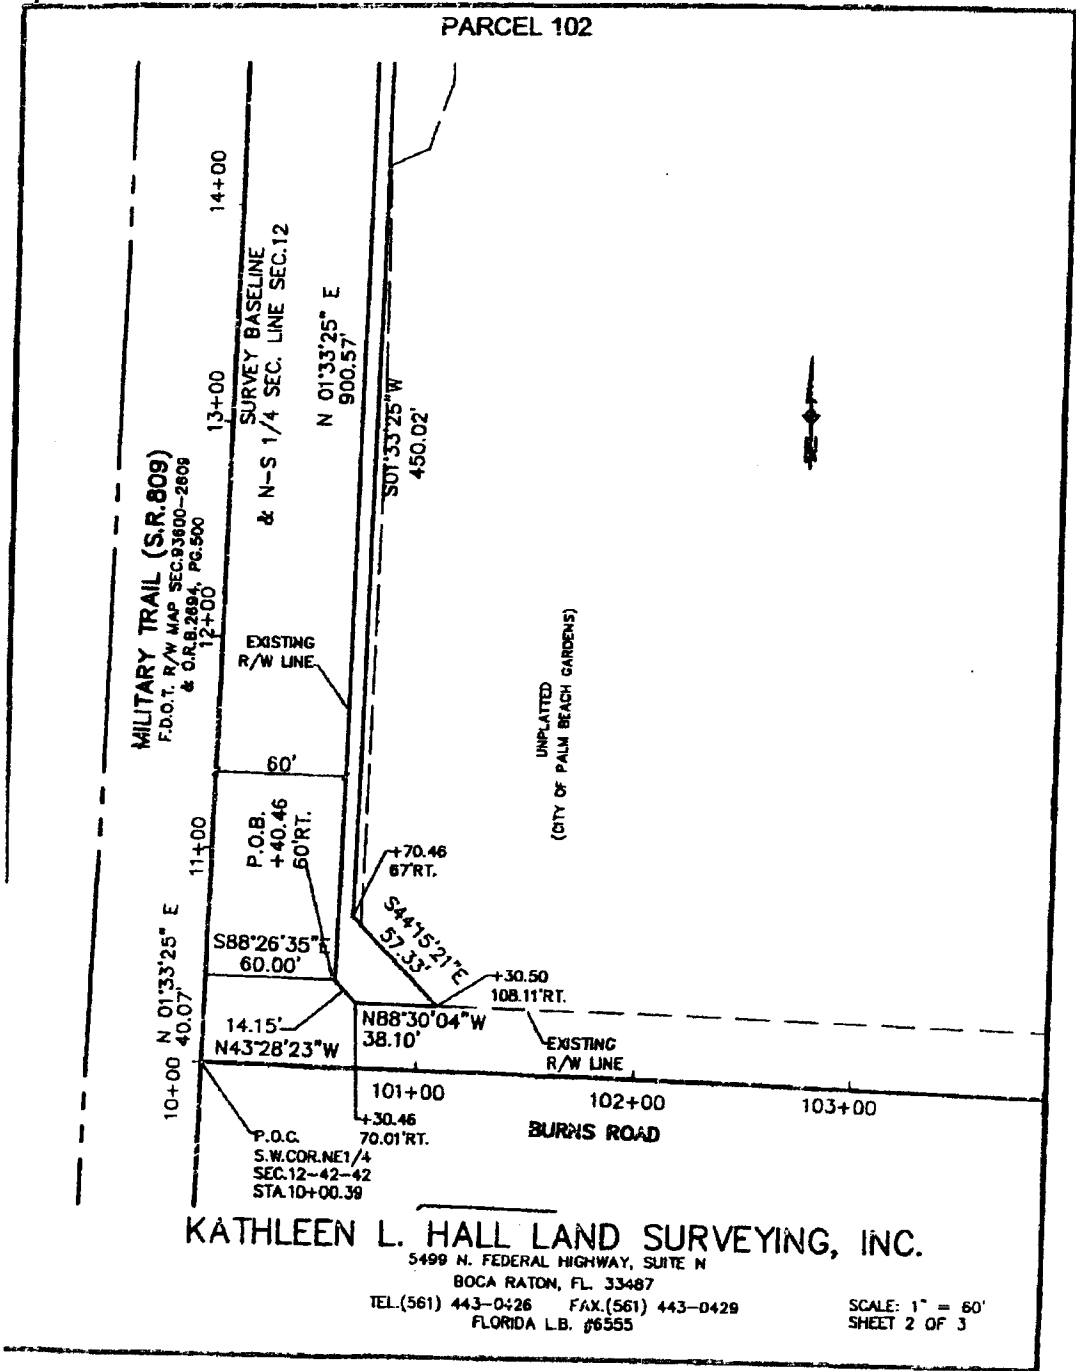 PARCEL 102
14+00
SURVEY BASELINE
& N-S 1/4 SEC. LINE SEC.12
N 01°33'25" E
900.57'
13+00
S01°33'25"W
450.02'
MILITARY TRAIL (S.R.809)
F.D.O.T. R/W MAP SEC.93600-2609
& O.R.B.2694, PG.500
12+00
EXISTING
R/W LINE
UNPLATTED
(CITY OF PALM BEACH GARDENS)
60'
P.O.B.
+40.46
60'RT.
11+00
+70.46
67'RT.
S44°15'21"E
57.33'
N 01°33'25" E
40.07'
S88°26'35"E
60.00'
+30.50
108.11'RT.
14.15'
N43°28'23"W
N88°30'04"W
38.10'
EXISTING
R/W LINE
10+00
101+00
102+00
103+00
+30.46
70.01'RT.
BURNS ROAD
P.O.C.
S.W.COR.NE1/4
SEC.12-42-42
STA.10+00.39
KATHLEEN L. HALL LAND SURVEYING, INC.
5499 N. FEDERAL HIGHWAY, SUITE N
BOCA RATON, FL. 33487
TEL.(561) 443-0426 FAX.(561) 443-0429
FLORIDA L.B. #6555
SCALE: 1" = 60'
SHEET 2 OF 3